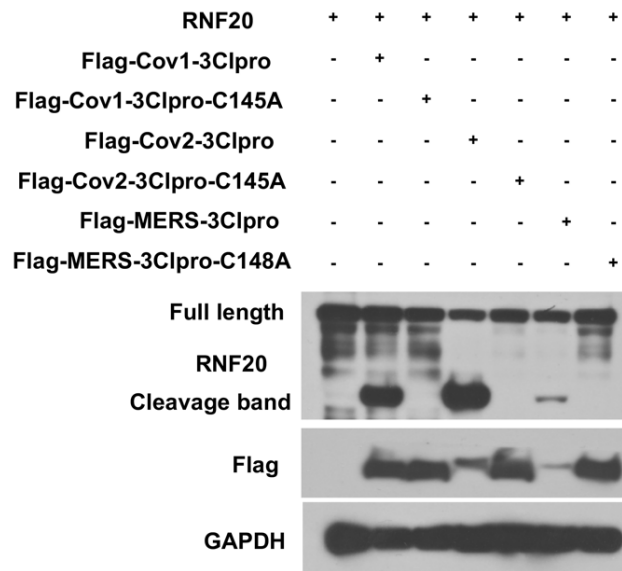 RNF20 + + + + + + +
Flag-Cov1-3Clpro - + - - - - -
Flag-Cov1-3Clpro-C145A - - + - - - -
Flag-Cov2-3Clpro - - - + - - -
Flag-Cov2-3Clpro-C145A - - - - + - -
Flag-MERS-3Clpro - - - - - + -
Flag-MERS-3Clpro-C148A - - - - - - +
Full length
RNF20
Cleavage band
Flag
GAPDH